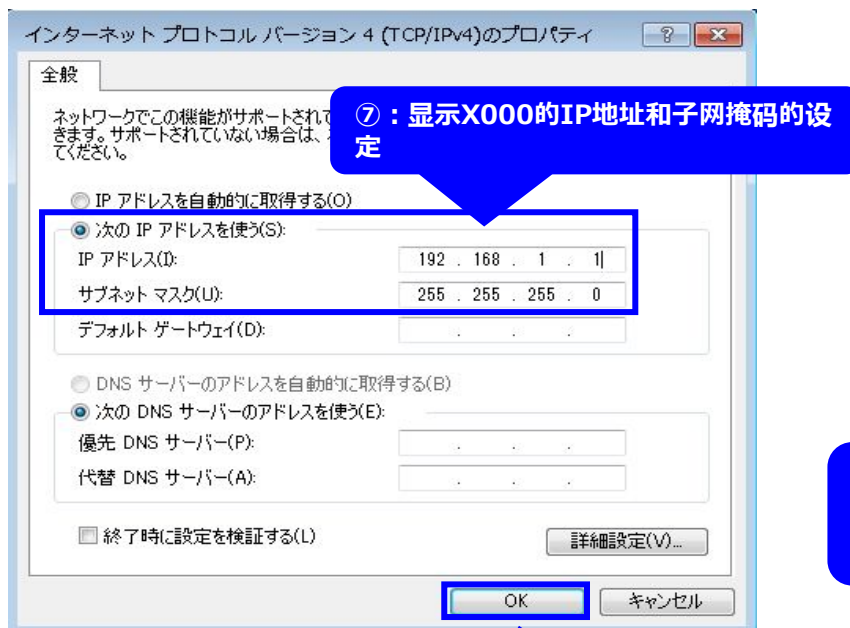 インターネット プロトコル バージョン 4 (TCP/IPv4)のプロパティ
全般
ネットワークでこの機能がサポートされて
きます。サポートされていない場合は、
てください。
⑦：显示X000的IP地址和子网掩码的设
定
IP アドレスを自動的に取得する(O)
次の IP アドレスを使う(S):
IP アドレス(I): 192 . 168 . 1 . 1
サブネット マスク(U): 255 . 255 . 255 . 0
デフォルト ゲートウェイ(D): . . .
DNS サーバーのアドレスを自動的に取得する(B)
次の DNS サーバーのアドレスを使う(E):
優先 DNS サーバー(P): . . .
代替 DNS サーバー(A): . . .
終了時に設定を検証する(L)
詳細設定(V)...
OK
キャンセル